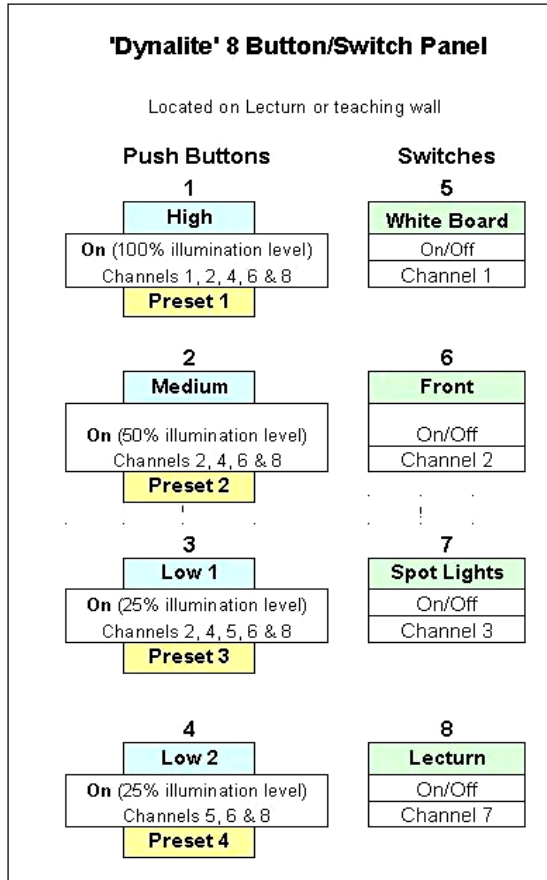 'Dynalite' 8 Button/Switch Panel
Located on Lecturn or teaching wall
Push Buttons
1
High
On (100% illumination level)
Channels 1, 2, 4, 6 & 8
Preset 1
2
Medium
On (50% illumination level)
Channels 2, 4, 6 & 8
Preset 2
3
Low 1
On (25% illumination level)
Channels 2, 4, 5, 6 & 8
Preset 3
4
Low 2
On (25% illumination level)
Channels 5, 6 & 8
Preset 4
Switches
5
White Board
On/Off
Channel 1
6
Front
On/Off
Channel 2
7
Spot Lights
On/Off
Channel 3
8
Lecturn
On/Off
Channel 7